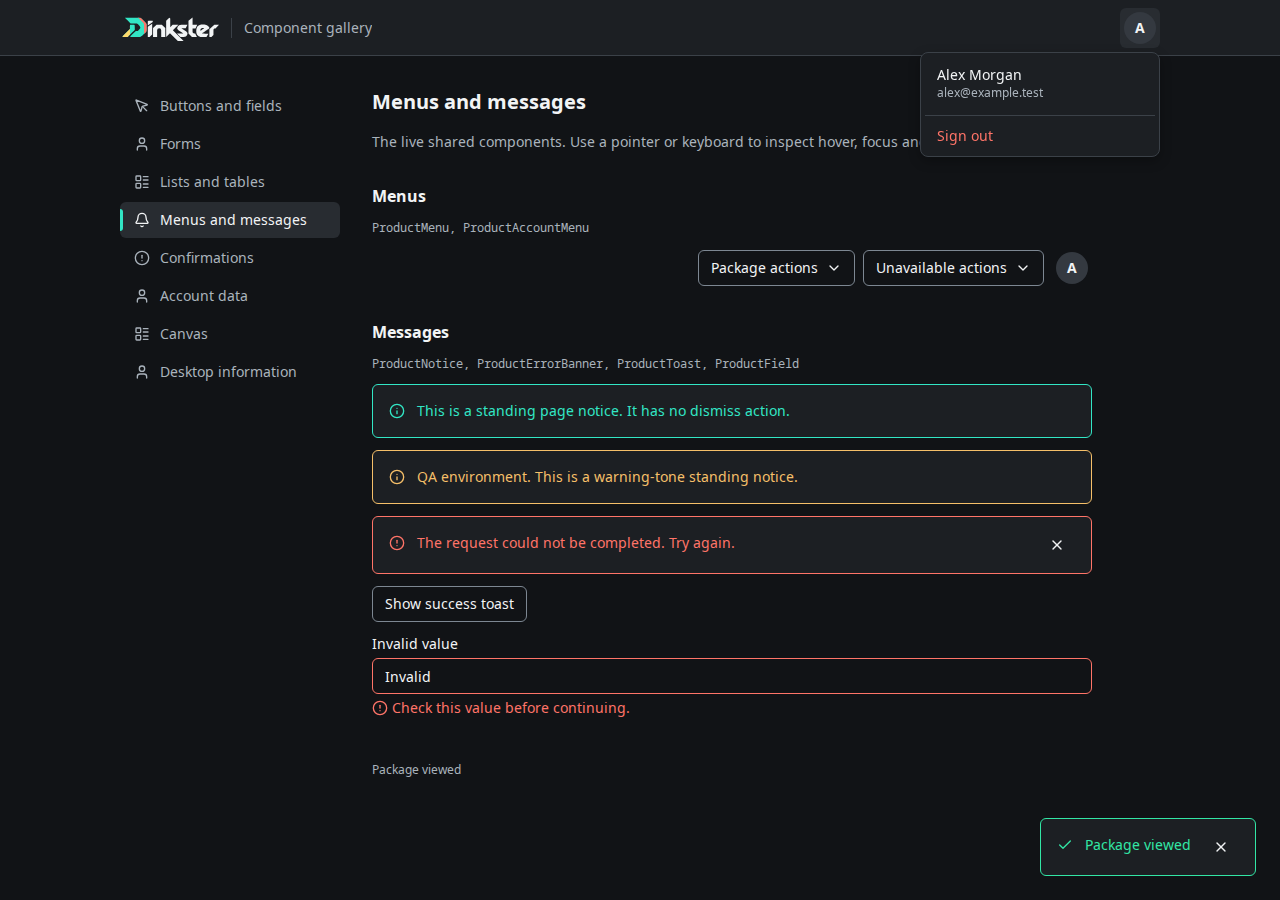 Dinkster
Component gallery
A
Alex Morgan
alex@example.test
Sign out
Buttons and fields
Forms
Lists and tables
Menus and messages
Confirmations
Account data
Canvas
Desktop information
Menus and messages
The live shared components. Use a pointer or keyboard to inspect hover, focus an
Menus
ProductMenu, ProductAccountMenu
Package actions
Unavailable actions
A
Messages
ProductNotice, ProductErrorBanner, ProductToast, ProductField
This is a standing page notice. It has no dismiss action.
QA environment. This is a warning-tone standing notice.
The request could not be completed. Try again.
Show success toast
Invalid value
Invalid
Check this value before continuing.
Package viewed
Package viewed